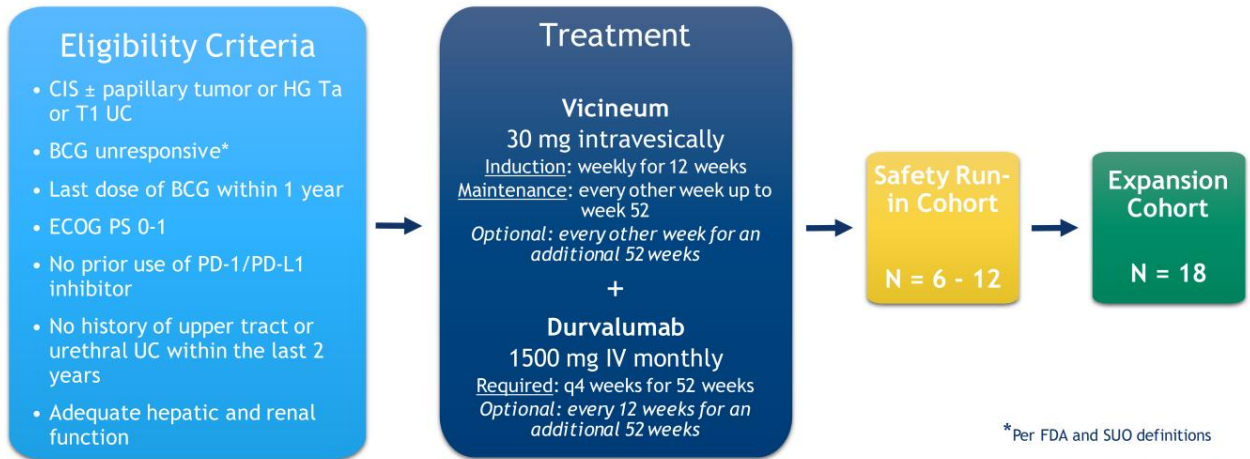 Eligibility Criteria
• CIS ± papillary tumor or HG Ta
or T1 UC
• BCG unresponsive*
• Last dose of BCG within 1 year
• ECOG PS 0-1
• No prior use of PD-1/PD-L1
inhibitor
• No history of upper tract or
urethral UC within the last 2
years
• Adequate hepatic and renal
function
Treatment
Vicineum
30 mg intravesically
Induction: weekly for 12 weeks
Maintenance: every other week up to
week 52
Optional: every other week for an
additional 52 weeks
+
Durvalumab
1500 mg IV monthly
Required: q4 weeks for 52 weeks
Optional: every 12 weeks for an
additional 52weeks
Safety Run-
in Cohort
N = 6 - 12
Expansion
Cohort
N = 18
*Per FDA and SUO definitions